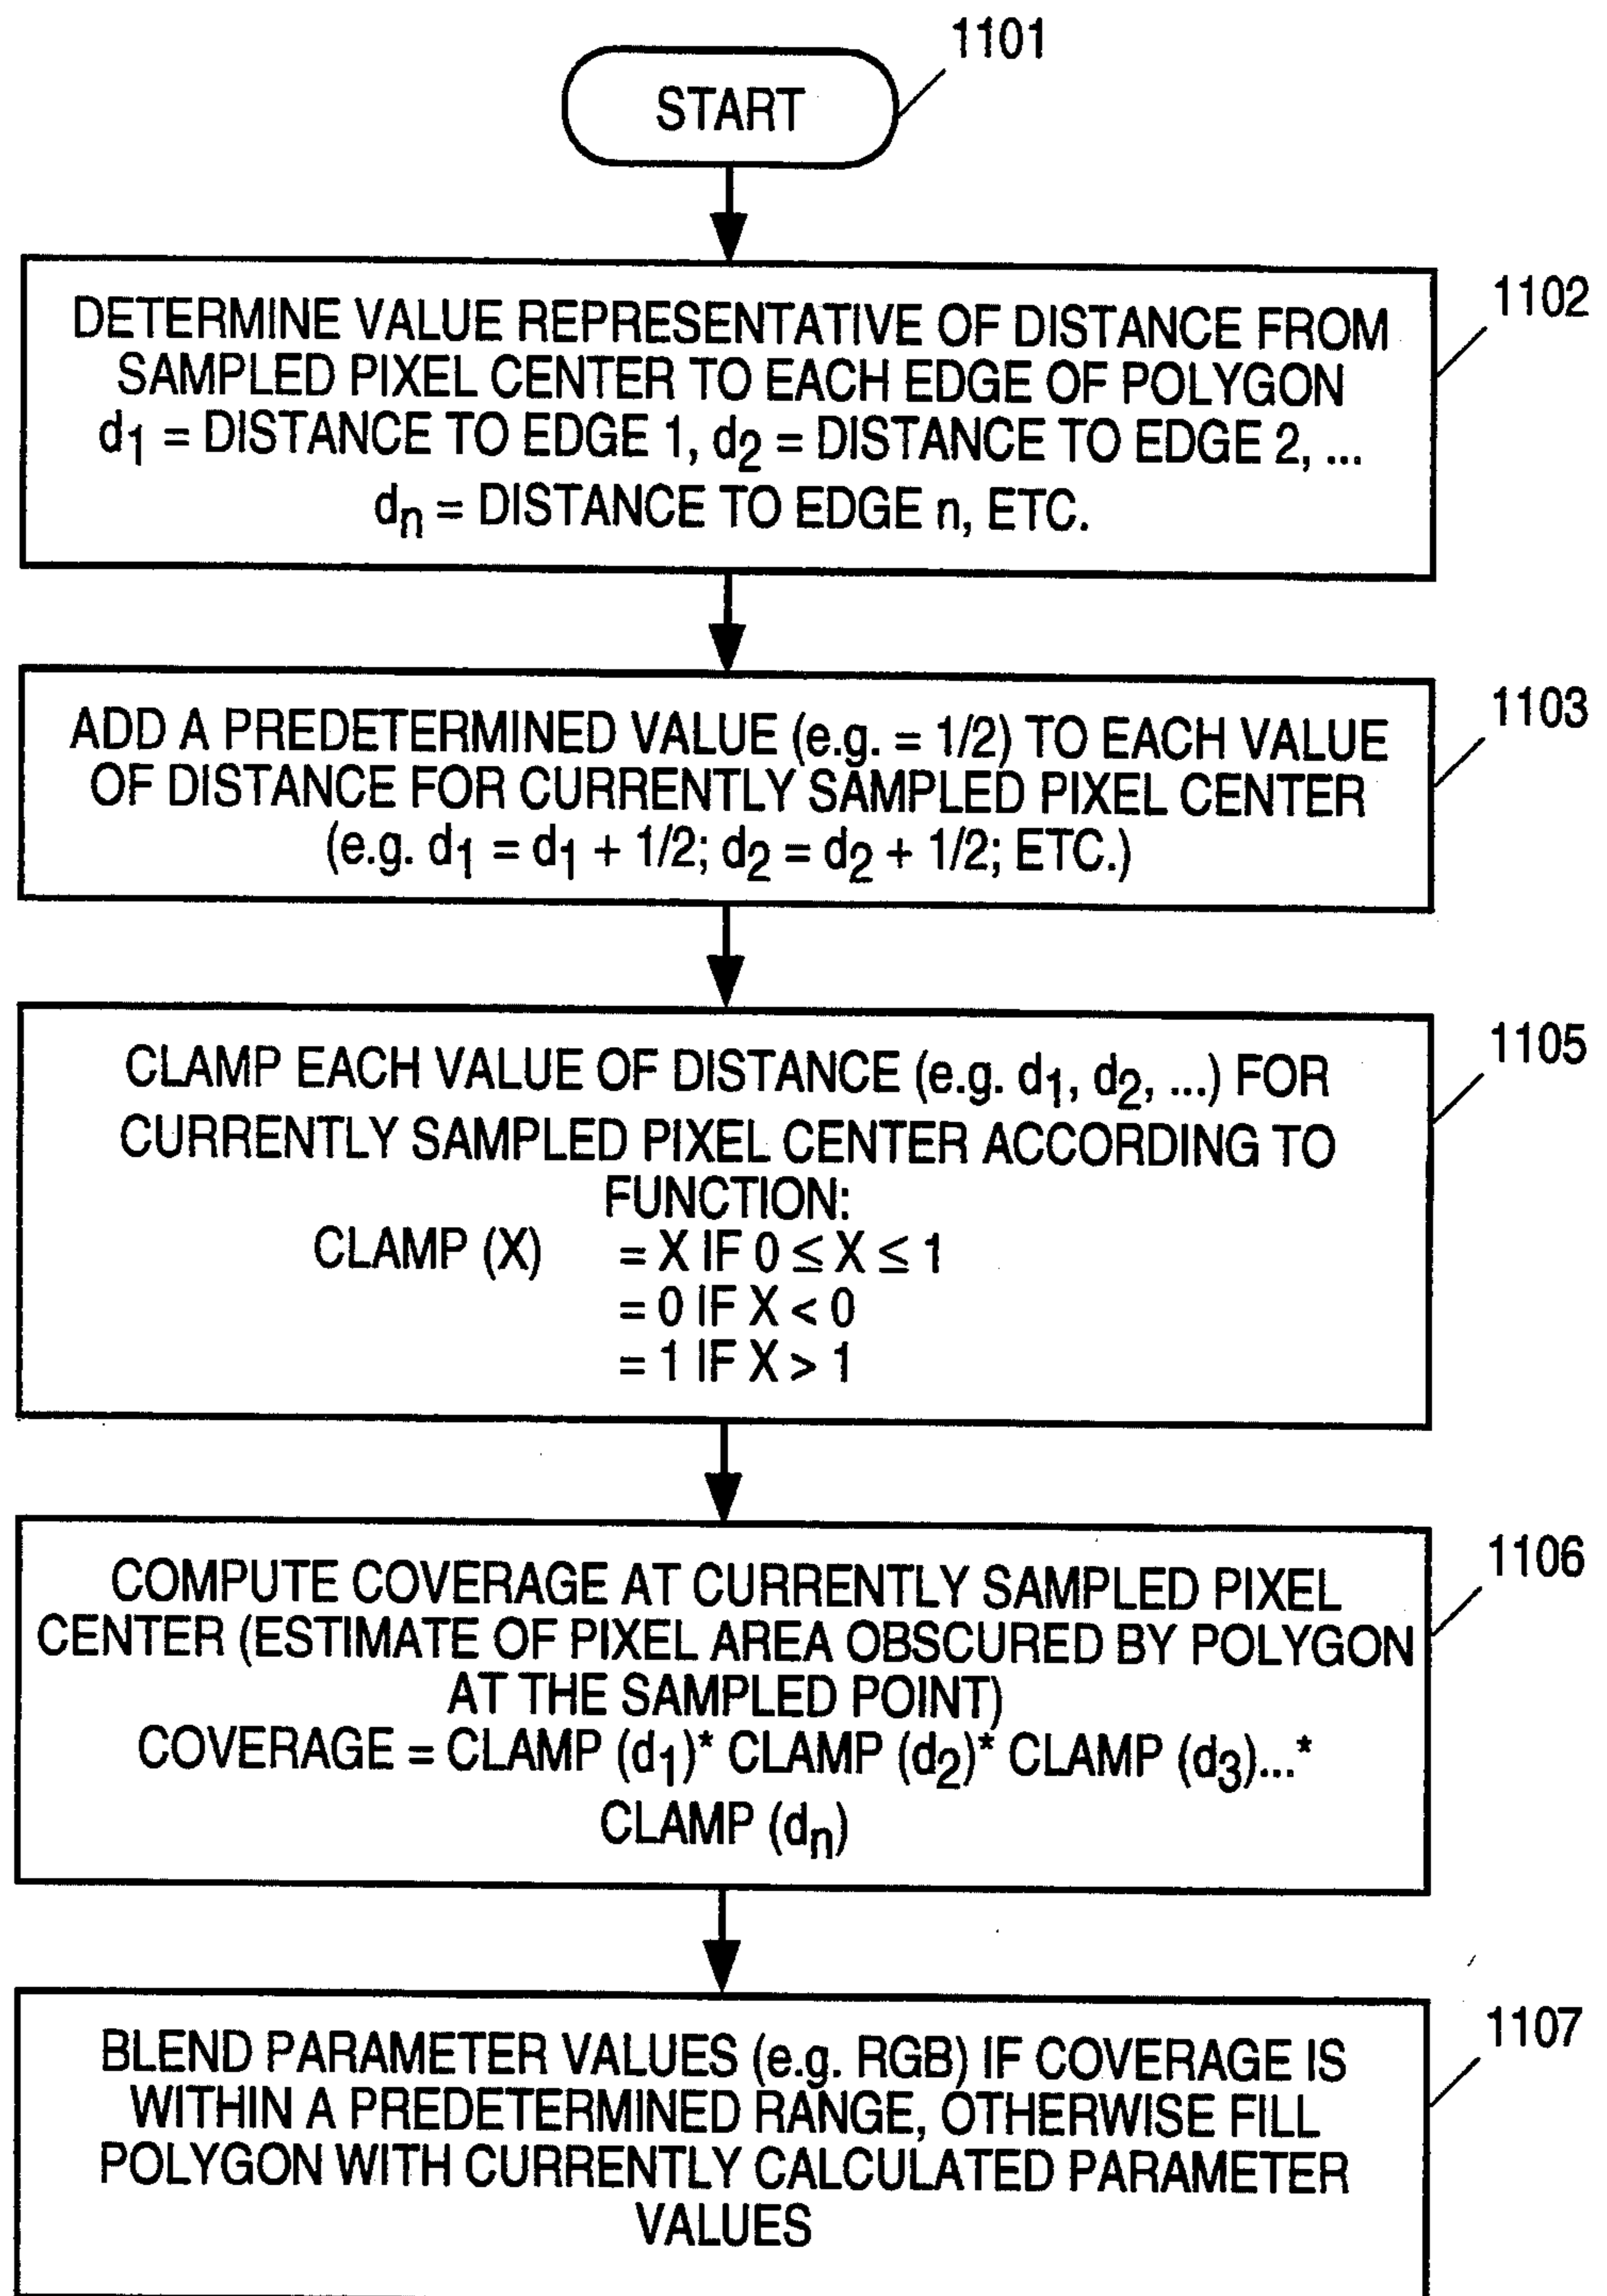 1101
START
1102
DETERMINE VALUE REPRESENTATIVE OF DISTANCE FROM
SAMPLED PIXEL CENTER TO EACH EDGE OF POLYGON
d1 = DISTANCE TO EDGE 1, d2 = DISTANCE TO EDGE 2, ...
dn = DISTANCE TO EDGE n, ETC.
1103
ADD A PREDETERMINED VALUE (e.g. = 1/2) TO EACH VALUE
OF DISTANCE FOR CURRENTLY SAMPLED PIXEL CENTER
(e.g. d1 = d1 + 1/2; d2 = d2 + 1/2; ETC.)
1105
CLAMP EACH VALUE OF DISTANCE (e.g. d1, d2, ...) FOR
CURRENTLY SAMPLED PIXEL CENTER ACCORDING TO
FUNCTION:
CLAMP (X) = X IF 0 ≤ X ≤ 1
= 0 IF X < 0
= 1 IF X > 1
1106
COMPUTE COVERAGE AT CURRENTLY SAMPLED PIXEL
CENTER (ESTIMATE OF PIXEL AREA OBSCURED BY POLYGON
AT THE SAMPLED POINT)
COVERAGE = CLAMP (d1)* CLAMP (d2)* CLAMP (d3)...*
CLAMP (dn)
1107
BLEND PARAMETER VALUES (e.g. RGB) IF COVERAGE IS
WITHIN A PREDETERMINED RANGE, OTHERWISE FILL
POLYGON WITH CURRENTLY CALCULATED PARAMETER
VALUES